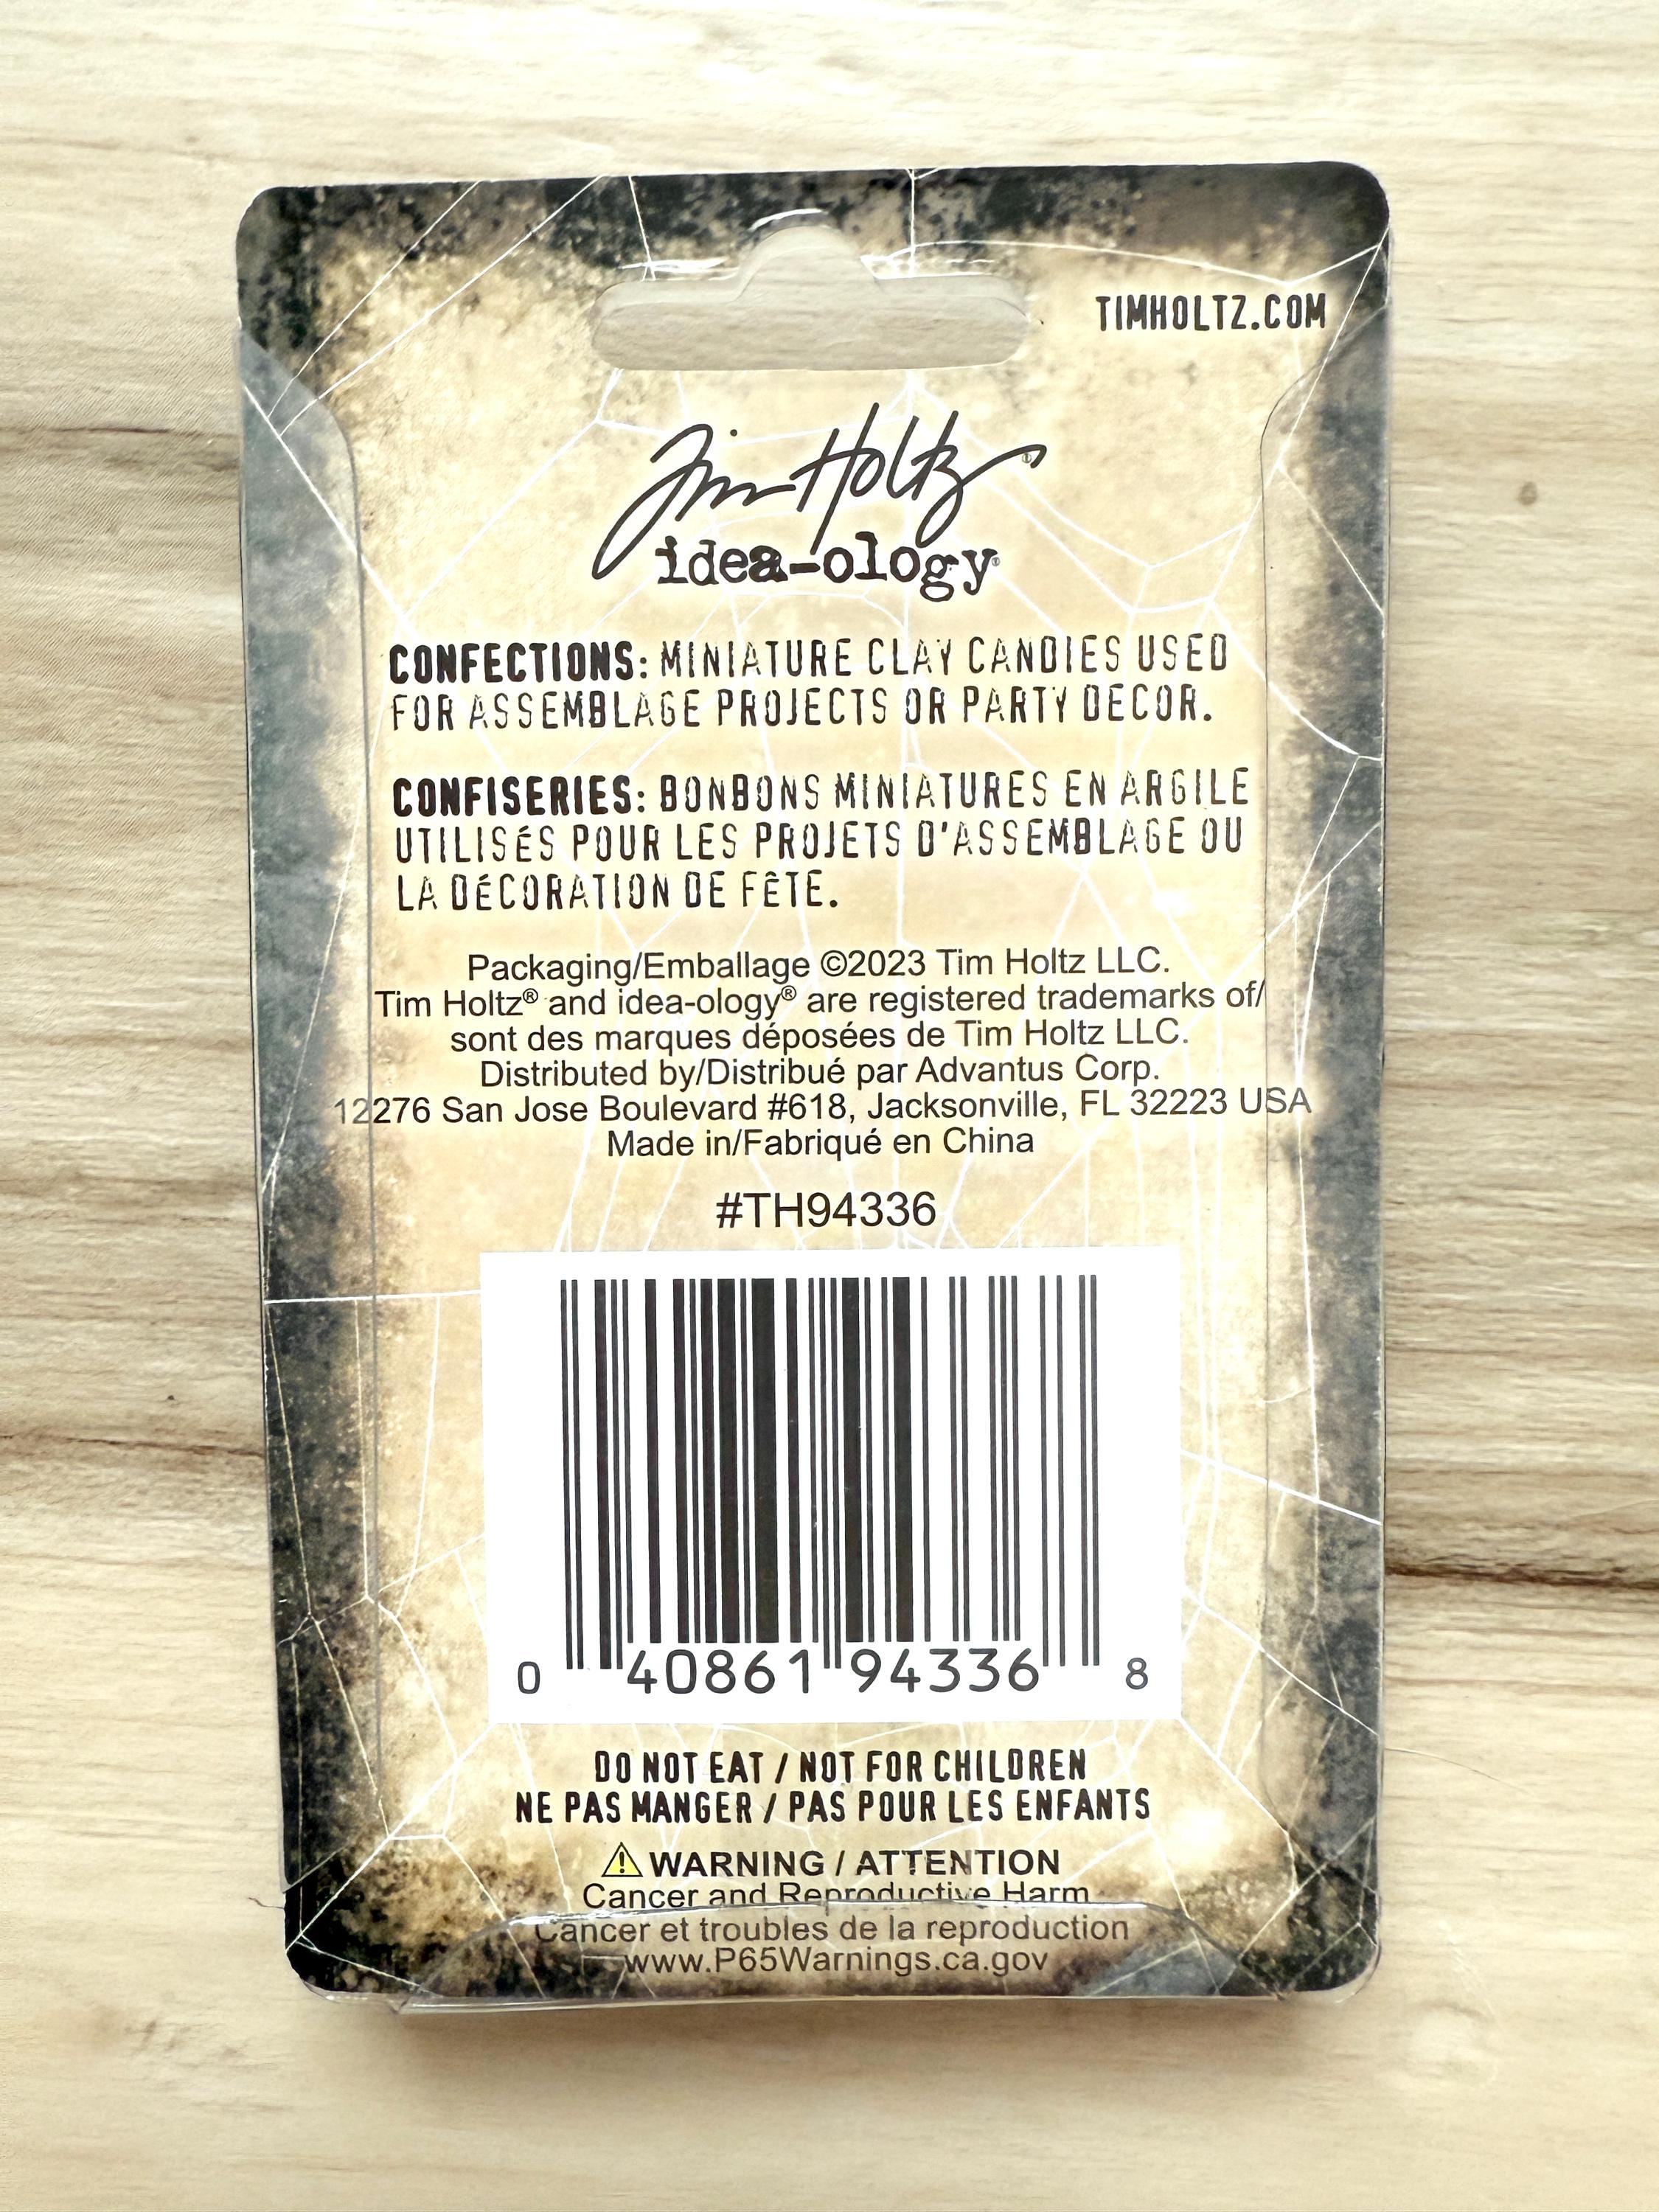 TIMHOLTZ.COM
Tim Holtz®
idea-ology®
CONFECTIONS: MINIATURE CLAY CANDIES USED
FOR ASSEMBLAGE PROJECTS OR PARTY DECOR.
CONFISERIES: BONBONS MINIATURES EN ARGILE
UTILISÉS POUR LES PROJETS D'ASSEMBLAGE OU
LA DÉCORATION DE FÊTE.
Packaging/Emballage ©2023 Tim Holtz LLC.
Tim Holtz® and idea-ology® are registered trademarks of/
sont des marques déposées de Tim Holtz LLC.
Distributed by/Distribué par Advantus Corp.
12276 San Jose Boulevard #618, Jacksonville, FL 32223 USA
Made in/Fabriqué en China
#TH94336
0 40861 94336 8
DO NOT EAT / NOT FOR CHILDREN
NE PAS MANGER / PAS POUR LES ENFANTS
⚠ WARNING / ATTENTION
Cancer and Reproductive Harm
Cancer et troubles de la reproduction
www.P65Warnings.ca.gov